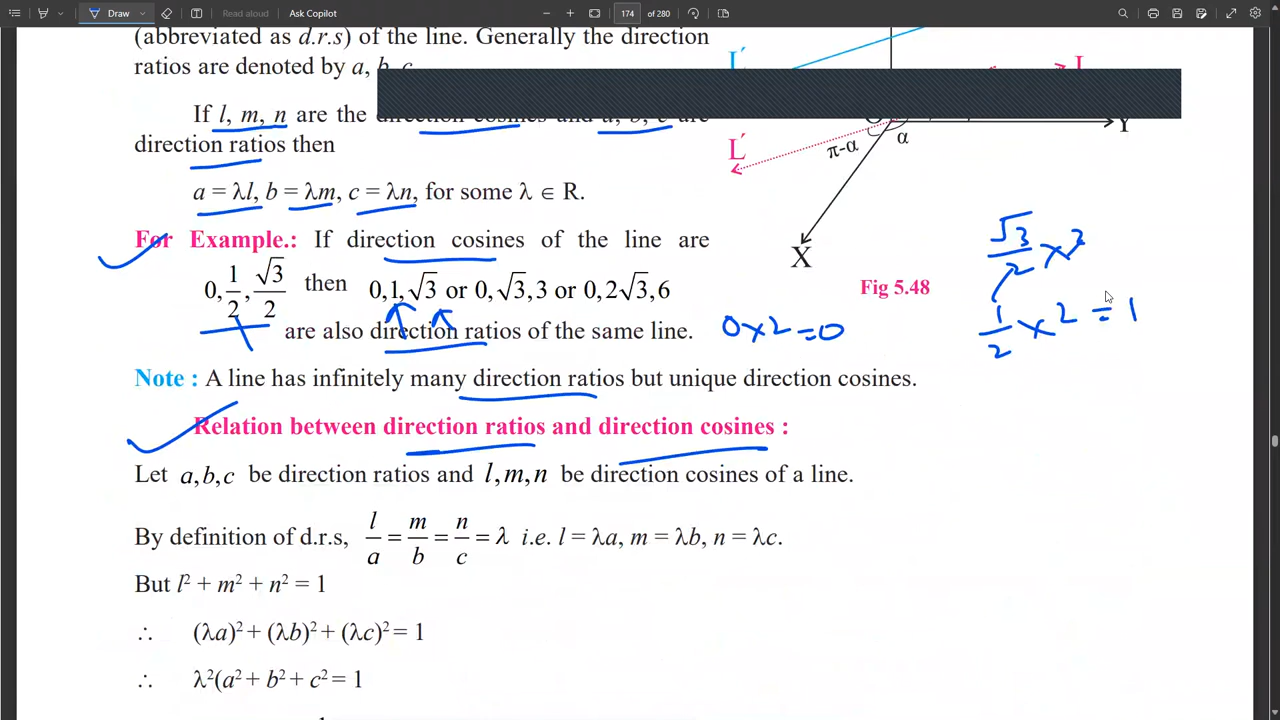 Draw
Read aloud
Ask Copilot
174 of 280
(abbreviated as d.r.s) of the line. Generally the direction
ratios are denoted by a, b, c
L′
L
If l, m, n are the direction cosines and a, b, c are
direction ratios then
L′
π-α
α
Y
a = λl, b = λm, c = λn, for some λ ∈ R.
X
For Example.: If direction cosines of the line are
0, 1/2, √3/2 then 0,1,√3 or 0,√3,3 or 0,2√3,6
√3/2 x2
Fig 5.48
are also direction ratios of the same line.
0x2=0
1/2 x 2 = 1
Note : A line has infinitely many direction ratios but unique direction cosines.
Relation between direction ratios and direction cosines :
Let a,b,c be direction ratios and l,m,n be direction cosines of a line.
By definition of d.r.s, l/a = m/b = n/c = λ i.e. l = λa, m = λb, n = λc.
But l² + m² + n² = 1
∴ (λa)² + (λb)² + (λc)² = 1
∴ λ²(a² + b² + c² = 1